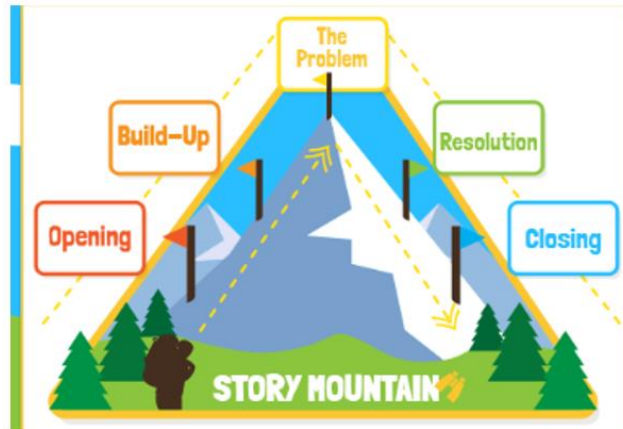 The
Problem
Build-Up
Resolution
Opening
Closing
STORY MOUNTAIN